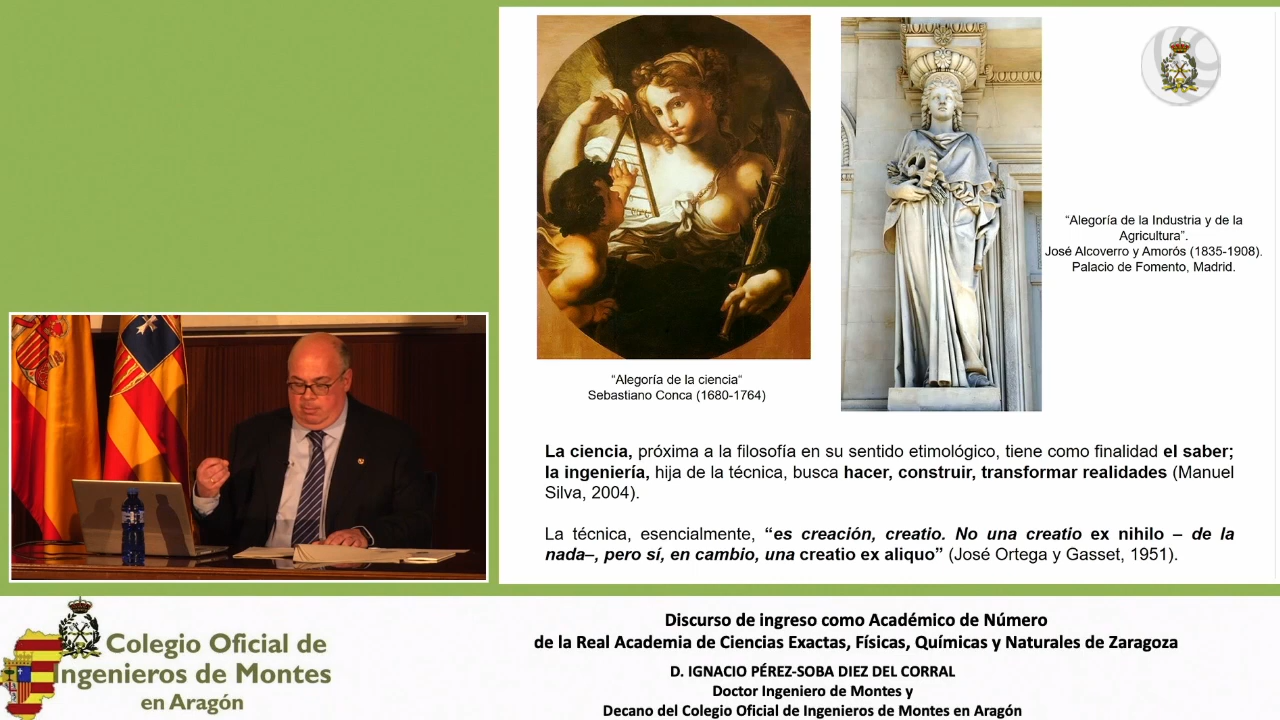 “Alegoría de la ciencia“
Sebastiano Conca (1680-1764)
“Alegoría de la Industria y de la
Agricultura”.
José Alcoverro y Amorós (1835-1908).
Palacio de Fomento, Madrid.
La ciencia, próxima a la filosofía en su sentido etimológico, tiene como finalidad el saber;
la ingeniería, hija de la técnica, busca hacer, construir, transformar realidades (Manuel
Silva, 2004).
La técnica, esencialmente, “es creación, creatio. No una creatio ex nihilo – de la
nada–, pero sí, en cambio, una creatio ex aliquo” (José Ortega y Gasset, 1951).
Colegio Oficial de
Ingenieros de Montes
en Aragón
Discurso de ingreso como Académico de Número
de la Real Academia de Ciencias Exactas, Físicas, Químicas y Naturales de Zaragoza
D. IGNACIO PÉREZ-SOBA DIEZ DEL CORRAL
Doctor Ingeniero de Montes y
Decano del Colegio Oficial de Ingenieros de Montes en Aragón